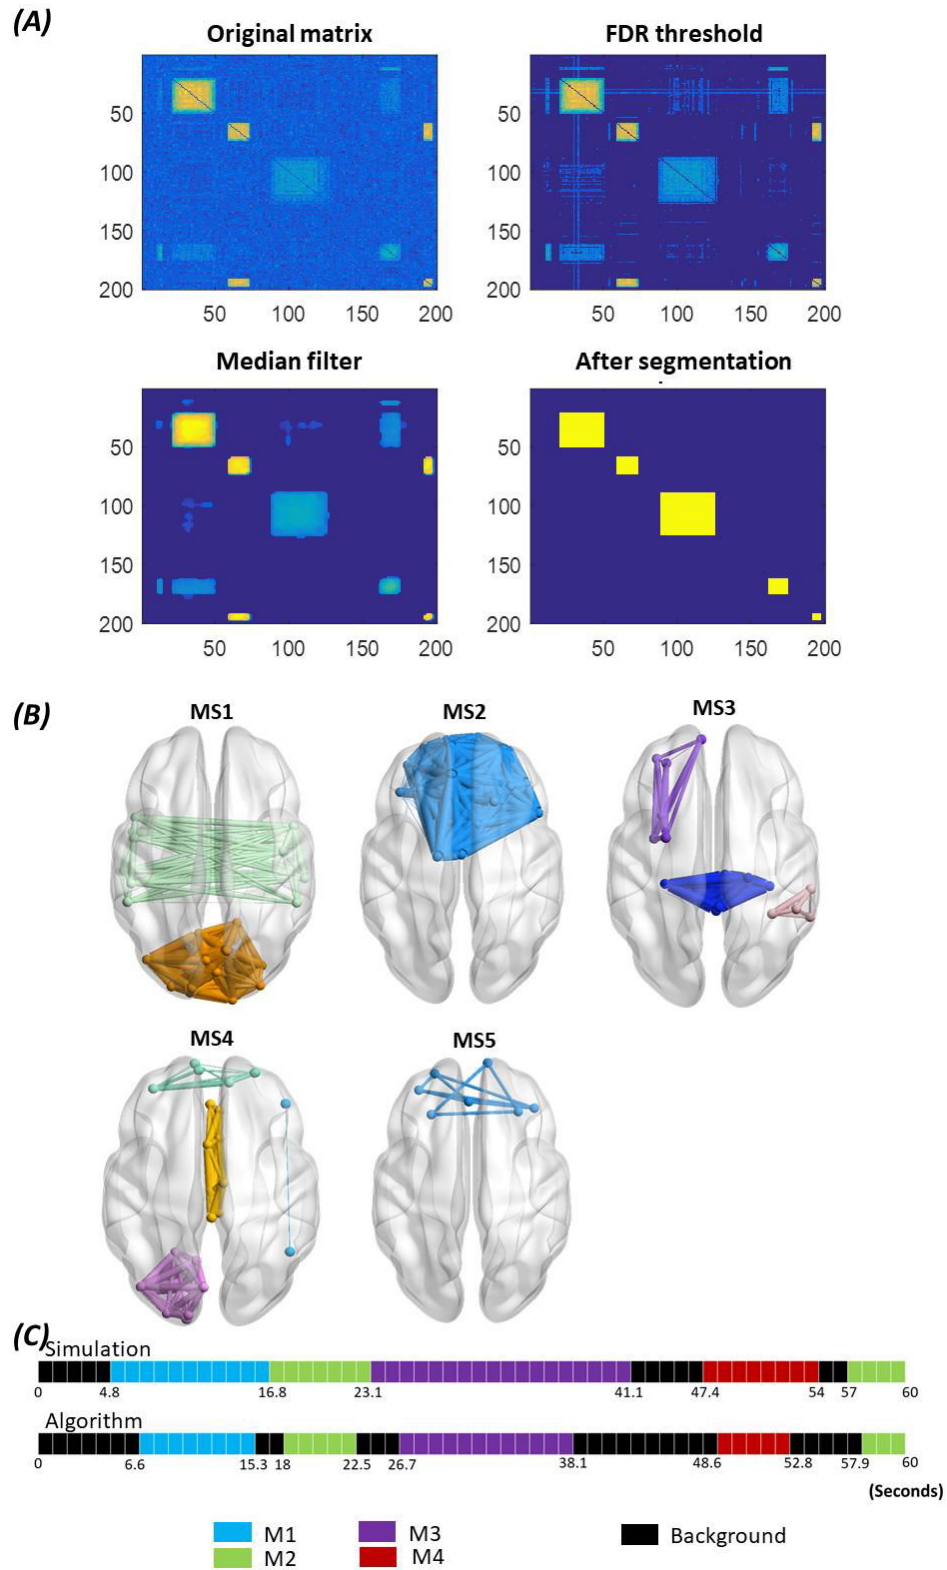 (A)
Original matrix
FDR threshold
50
100
150
200
50 100 150 200
50
100
150
200
50 100 150 200
Median filter
After segmentation
50
100
150
200
50 100 150 200
50
100
150
200
50 100 150 200
(B)
MS1
MS2
MS3
MS4
MS5
(C)
Simulation
0 4.8 16.8 23.1 41.1 47.4 54 57 60
Algorithm
0 6.6 15.3 18 22.5 26.7 38.1 48.6 52.8 57.9 60
(Seconds)
M1 M3 Background
M2 M4